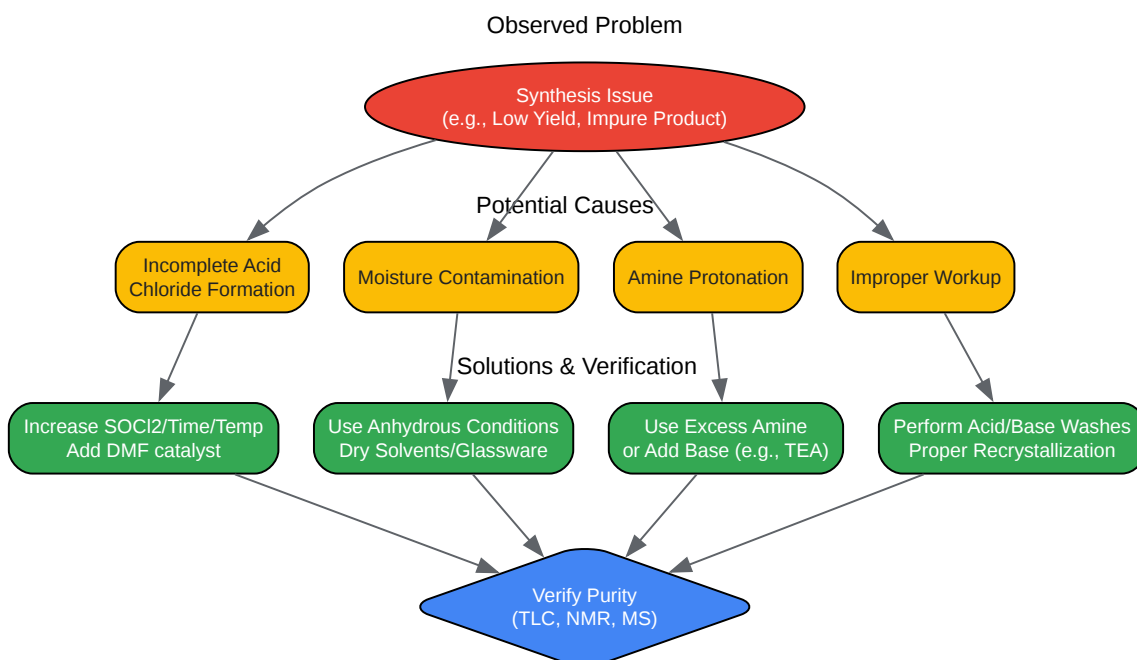 Observed Problem
Synthesis Issue
(e.g., Low Yield, Impure Product)
Potential Causes
Incomplete Acid
Chloride Formation
Moisture Contamination
Amine Protonation
Improper Workup
Solutions & Verification
Increase SOCl2/Time/Temp
Add DMF catalyst
Use Anhydrous Conditions
Dry Solvents/Glassware
Use Excess Amine
or Add Base (e.g., TEA)
Perform Acid/Base Washes
Proper Recrystallization
Verify Purity
(TLC, NMR, MS)